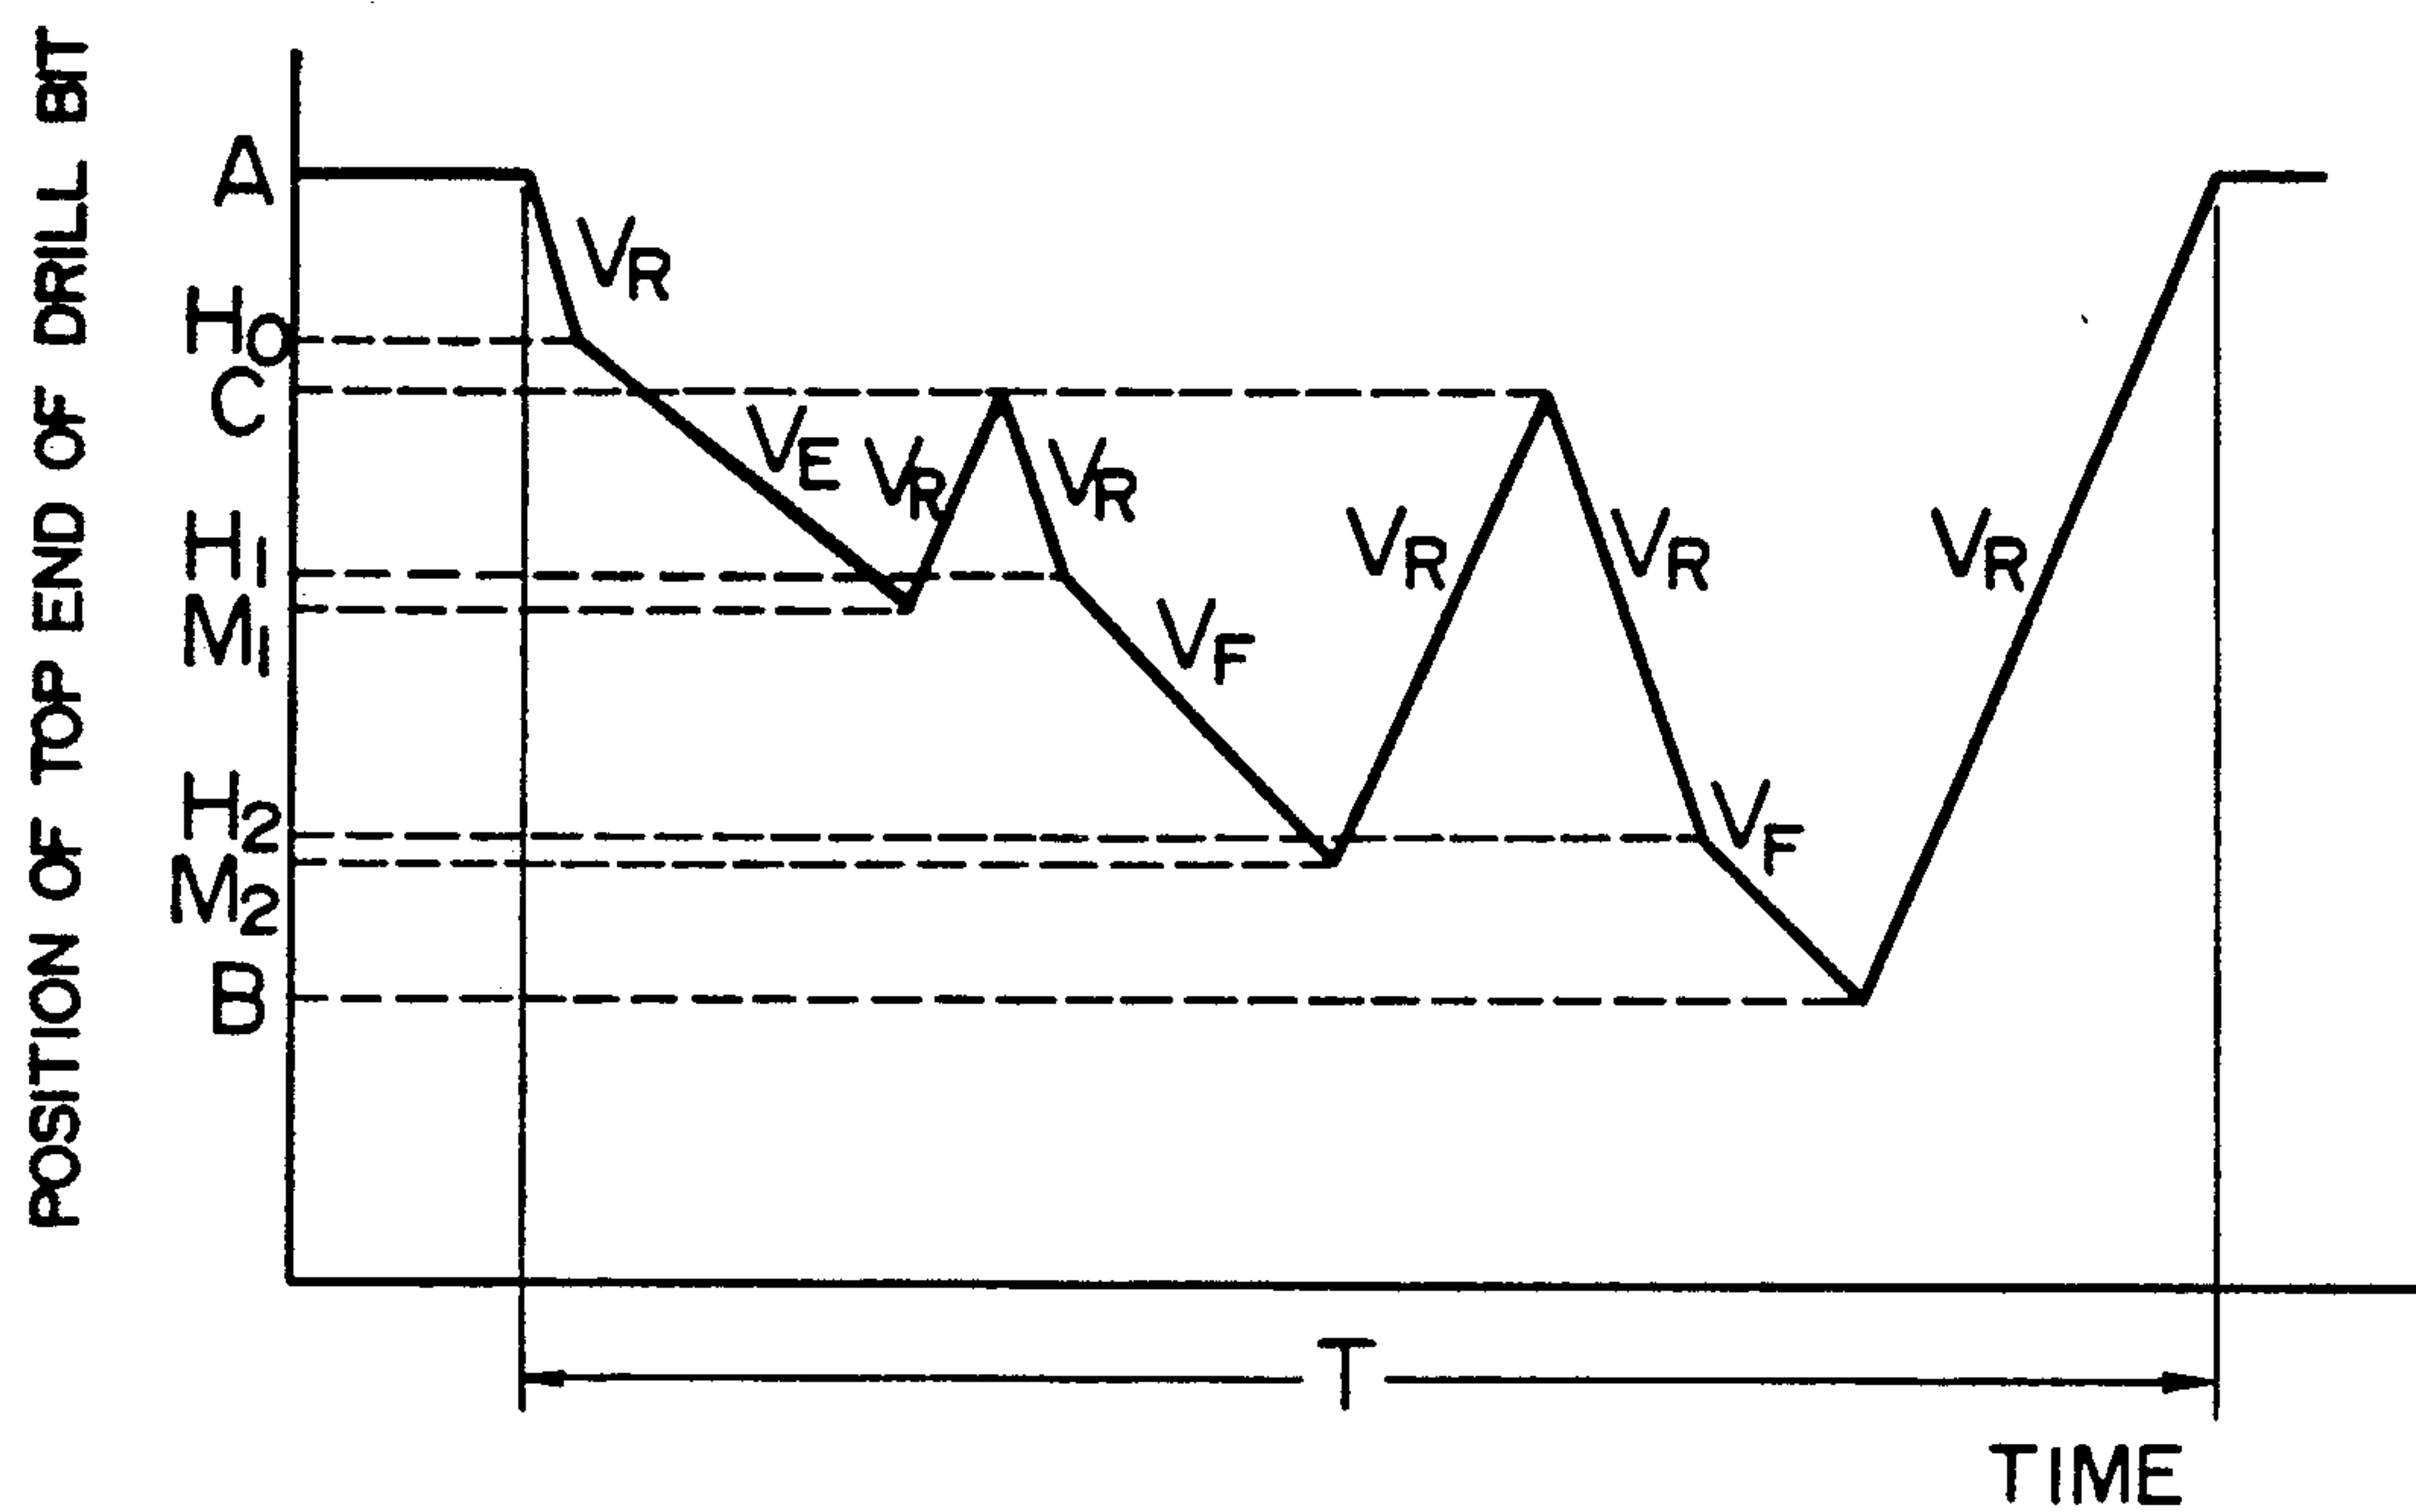 POSITION OF TOP END OF DRILL BIT
A
H0
C
H1
M1
H2
M2
B
VR
VE
VR
VR
VF
VR
VR
VF
VR
T
TIME